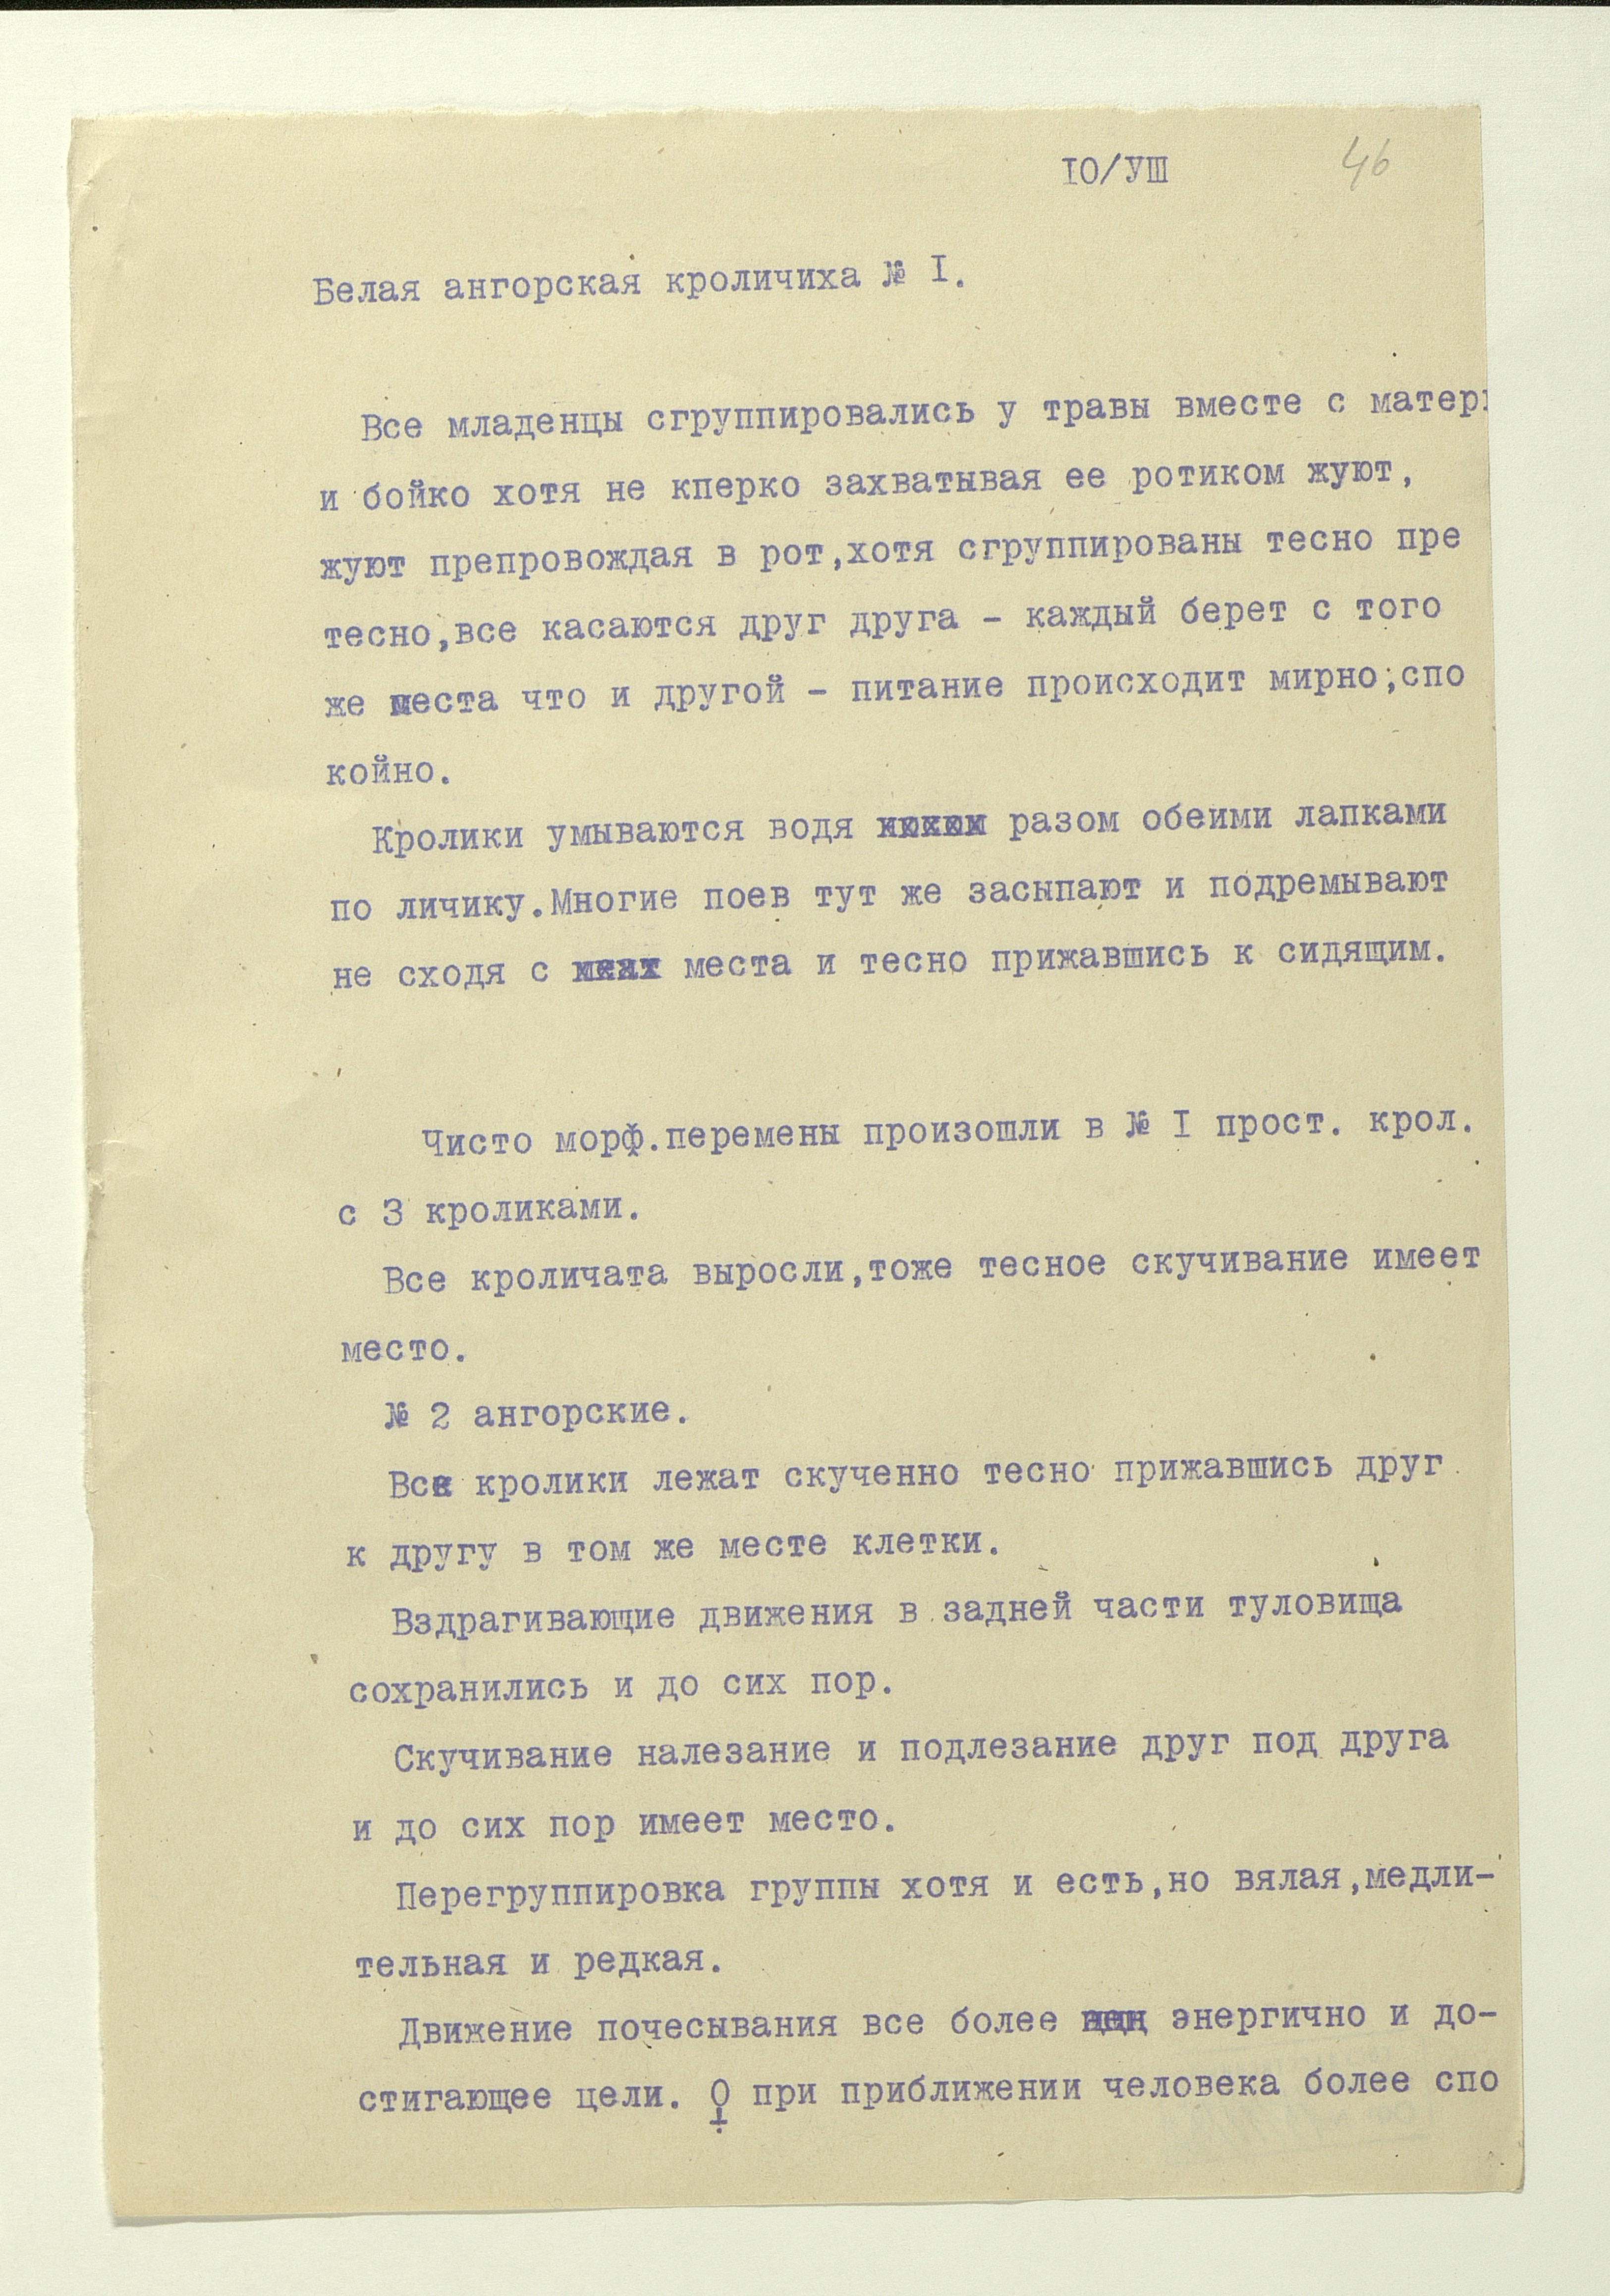 IO/УШ 46
Белая ангорская кроличиха № I.
Все младенцы сгруппировались у травы вместе с матери
и бойко хотя не кперко захватывая ее ротиком жуют,
жуют препровождая в рот,хотя сгруппированы тесно пре
тесно,все касаются друг друга - каждый берет с того
же места что и другой - питание происходит мирно,спо
койно.
Кролики умываются водя разом обеими лапками
по личику.Многие поев тут же засыпают и подремывают
не сходя с места и тесно прижавшись к сидящим.
Чисто морф.перемены произошли в № I прост. крол.
с 3 кроликами.
Все кроличата выросли,тоже тесное скучивание имеет
место.
№ 2 ангорские.
Все кролики лежат скученно тесно прижавшись друг
к другу в том же месте клетки.
Вздрагивающие движения в задней части туловища
сохранились и до сих пор.
Скучивание налезание и подлезание друг под друга
и до сих пор имеет место.
Перегруппировка группы хотя и есть,но вялая,медли-
тельная и редкая.
Движение почесывания все более энергично и до-
стигающее цели. ♀ при приближении человека более спо